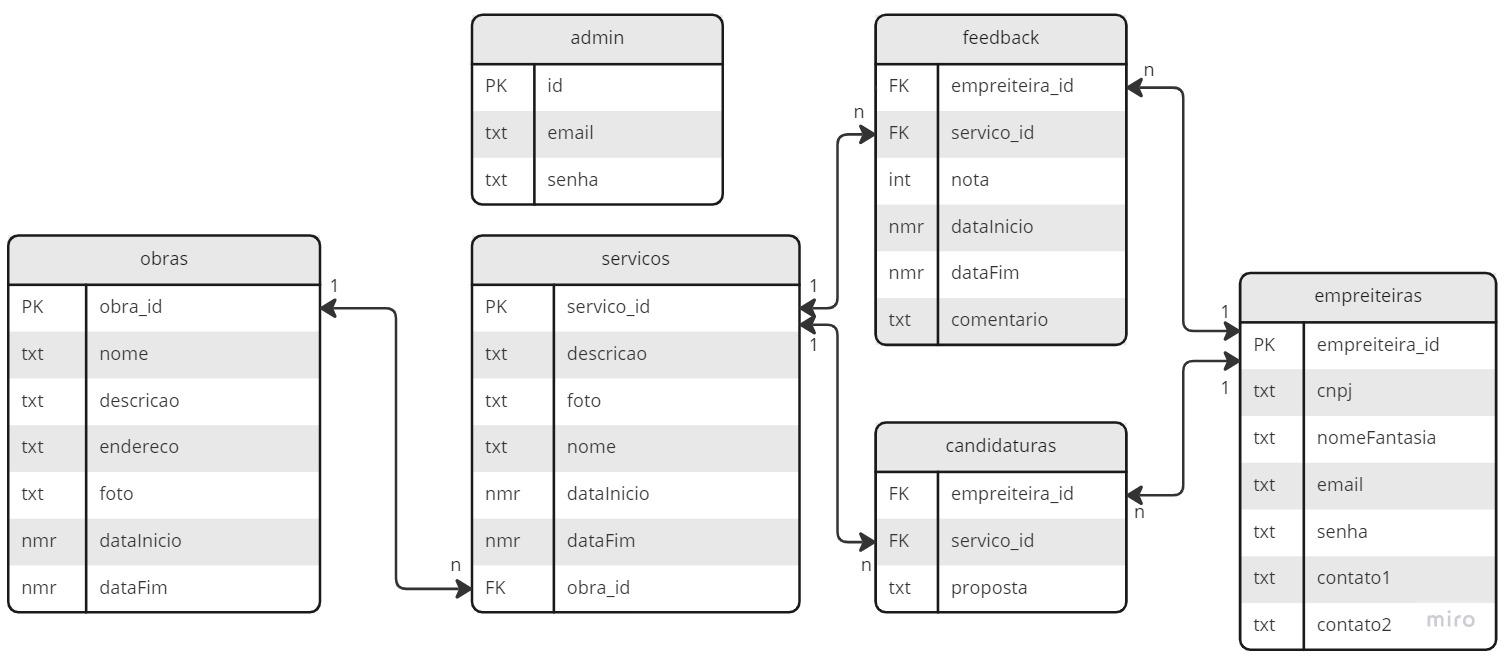 admin
PK id
txt email
txt senha
feedback
FK empreiteira_id
FK servico_id
int nota
nmr dataInicio
nmr dataFim
txt comentario
n
n
obras
PK obra_id
txt nome
txt descricao
txt endereco
txt foto
nmr dataInicio
nmr dataFim
1
n
servicos
PK servico_id
txt descricao
txt foto
txt nome
nmr dataInicio
nmr dataFim
FK obra_id
1
1
candidaturas
FK empreiteira_id
FK servico_id
txt proposta
n
n
1
1
empreiteiras
PK empreiteira_id
txt cnpj
txt nomeFantasia
txt email
txt senha
txt contato1
txt contato2
miro